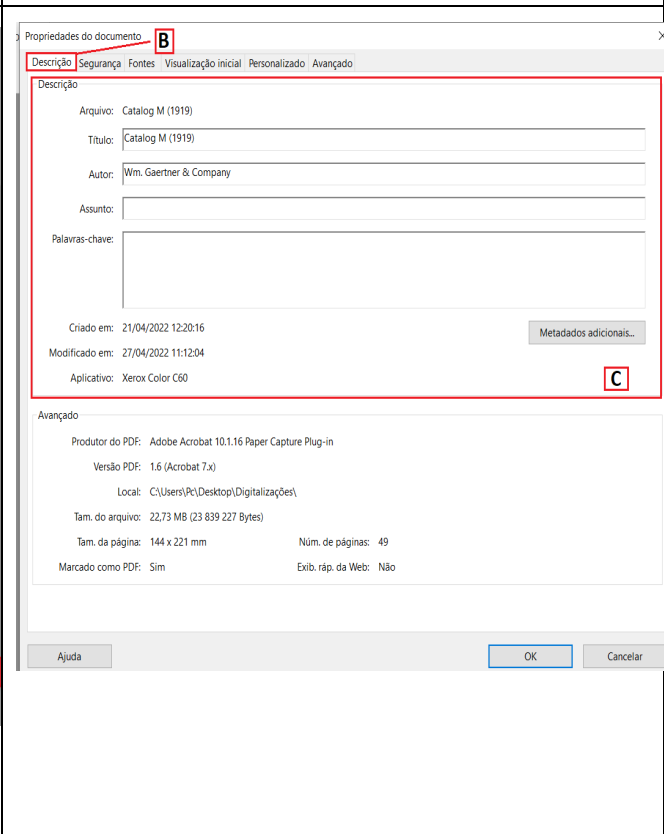 Propriedades do documento
B
Descrição Segurança Fontes Visualização inicial Personalizado Avançado
Descrição
Arquivo: Catalog M (1919)
Título: Catalog M (1919)
Autor: Wm. Gaertner & Company
Assunto:
Palavras-chave:
Criado em: 21/04/2022 12:20:16
Metadados adicionais...
Modificado em: 27/04/2022 11:12:04
Aplicativo: Xerox Color C60
C
Avançado
Produtor do PDF: Adobe Acrobat 10.1.16 Paper Capture Plug-in
Versão PDF: 1.6 (Acrobat 7.x)
Local: C:\Users\Pc\Desktop\Digitalizações\
Tam. do arquivo: 22,73 MB (23 839 227 Bytes)
Tam. da página: 144 x 221 mm Núm. de páginas: 49
Marcado como PDF: Sim Exib. ráp. da Web: Não
Ajuda OK Cancelar